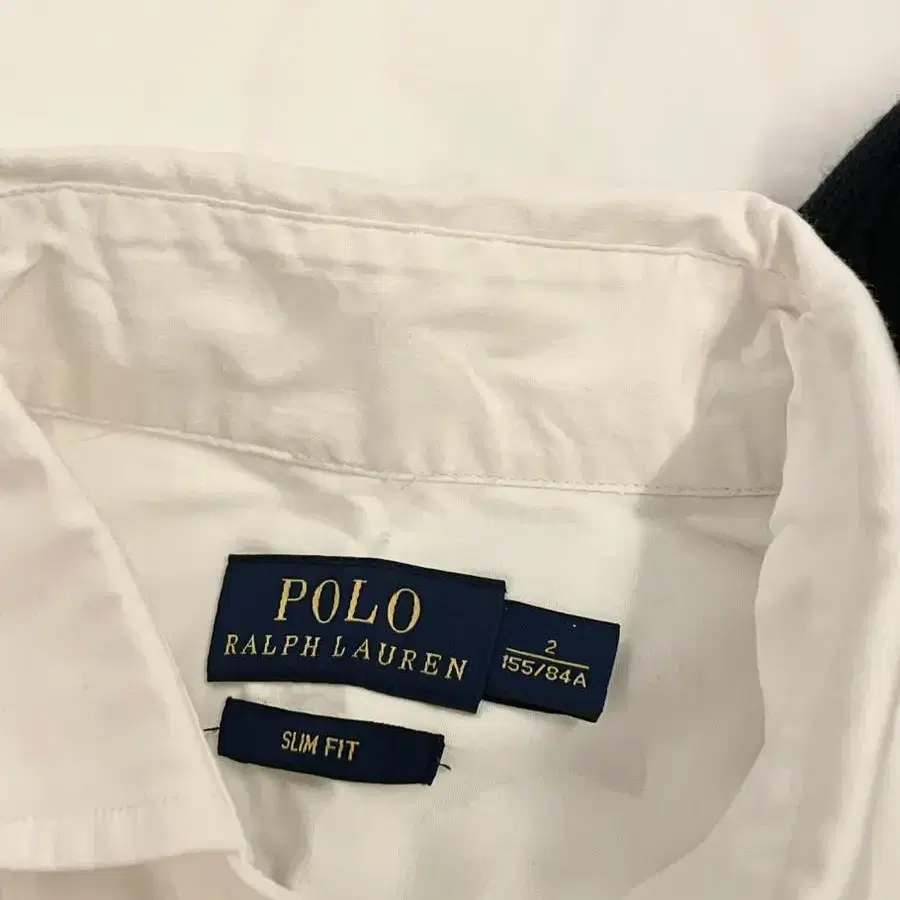 POLO
RALPH LAUREN
2
155/84A
SLIM FIT